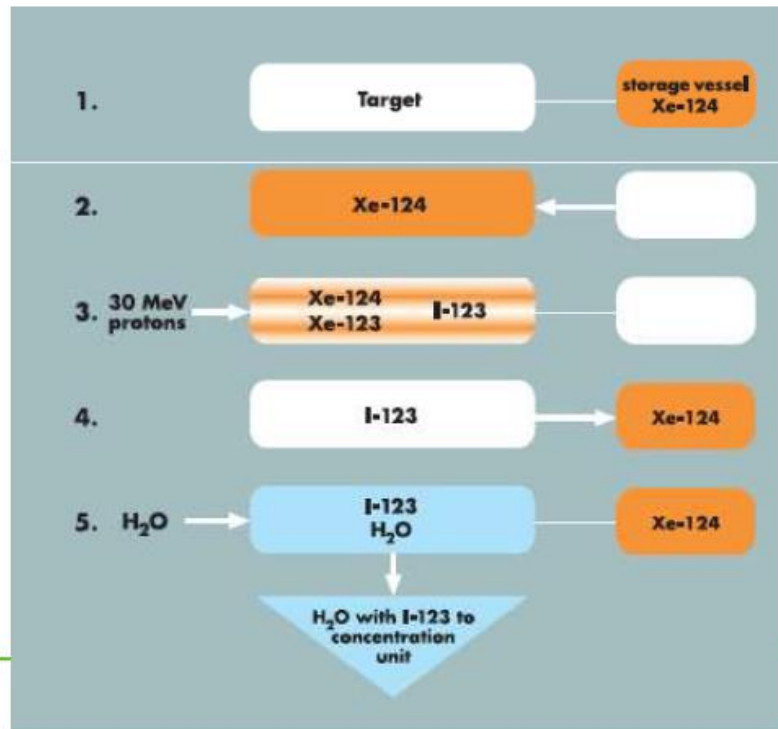 1. Target storage vessel
Xe-124
2. Xe-124
3. 30 MeV
protons
Xe-124
Xe-123
I-123
4. I-123 Xe-124
5. H₂O
I-123
H₂O
Xe-124
H₂O with I-123 to
concentration
unit